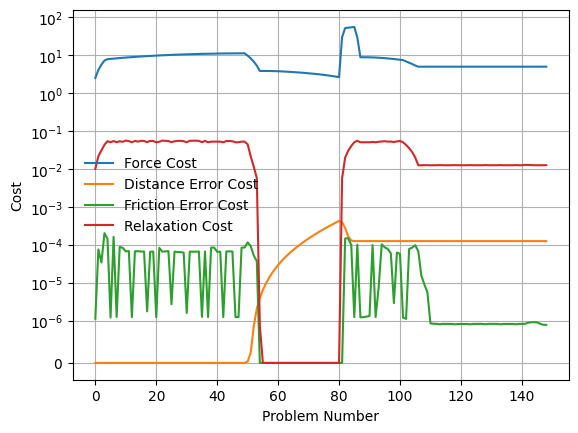 10^2
10^1
10^0
10^-1
10^-2
10^-3
10^-4
10^-5
10^-6
0
Cost
Force Cost
Distance Error Cost
Friction Error Cost
Relaxation Cost
0 20 40 60 80 100 120 140
Problem Number